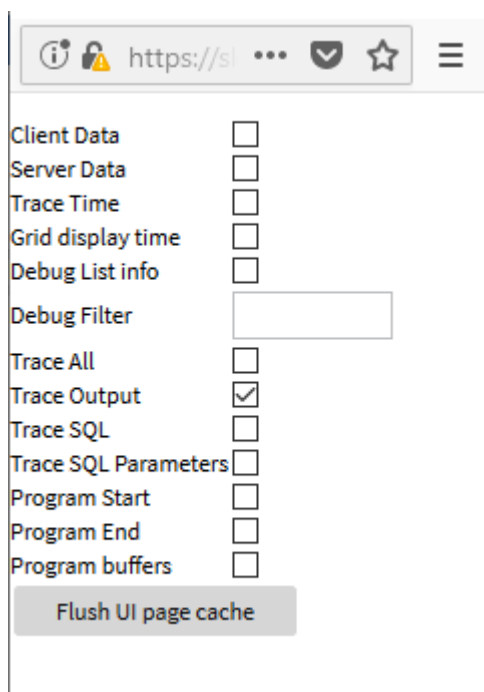 https://s
Client Data
Server Data
Trace Time
Grid display time
Debug List info
Debug Filter
Trace All
Trace Output
Trace SQL
Trace SQL Parameters
Program Start
Program End
Program buffers
Flush UI page cache